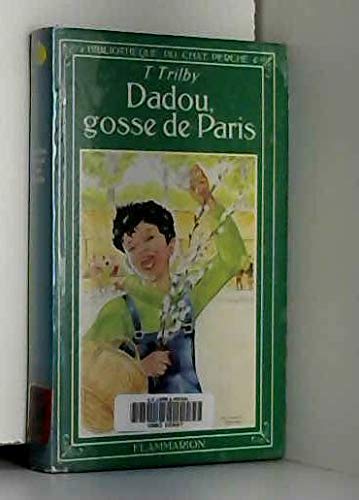 BIBLIOTHÈQUE DU CHAT PERCHÉ
T Trilby
Dadou,
gosse de Paris
FLAMMARION